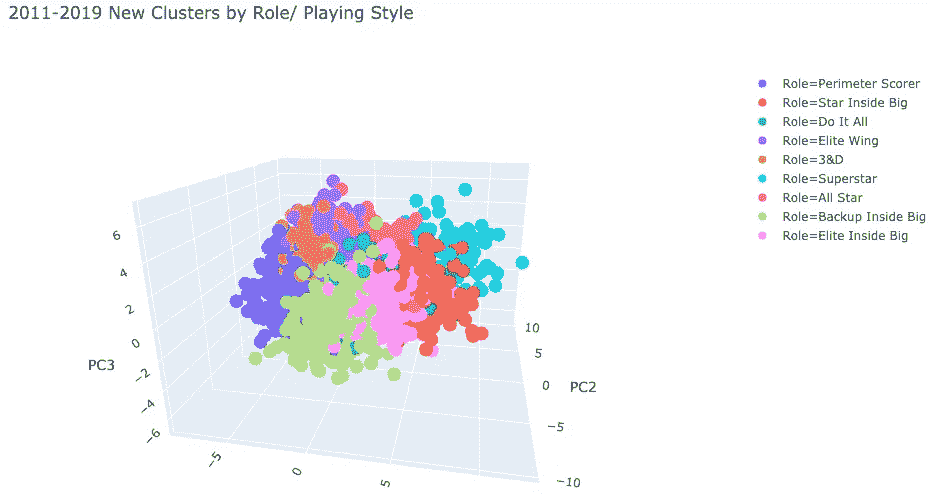 2011-2019 New Clusters by Role/ Playing Style
Role=Perimeter Scorer
Role=Star Inside Big
Role=Do It All
Role=Elite Wing
Role=3&D
Role=Superstar
Role=All Star
Role=Backup Inside Big
Role=Elite Inside Big
6
4
2
0
−2
−4
−6
PC3
−5
0
5
10
5
0
−5
−10
PC2